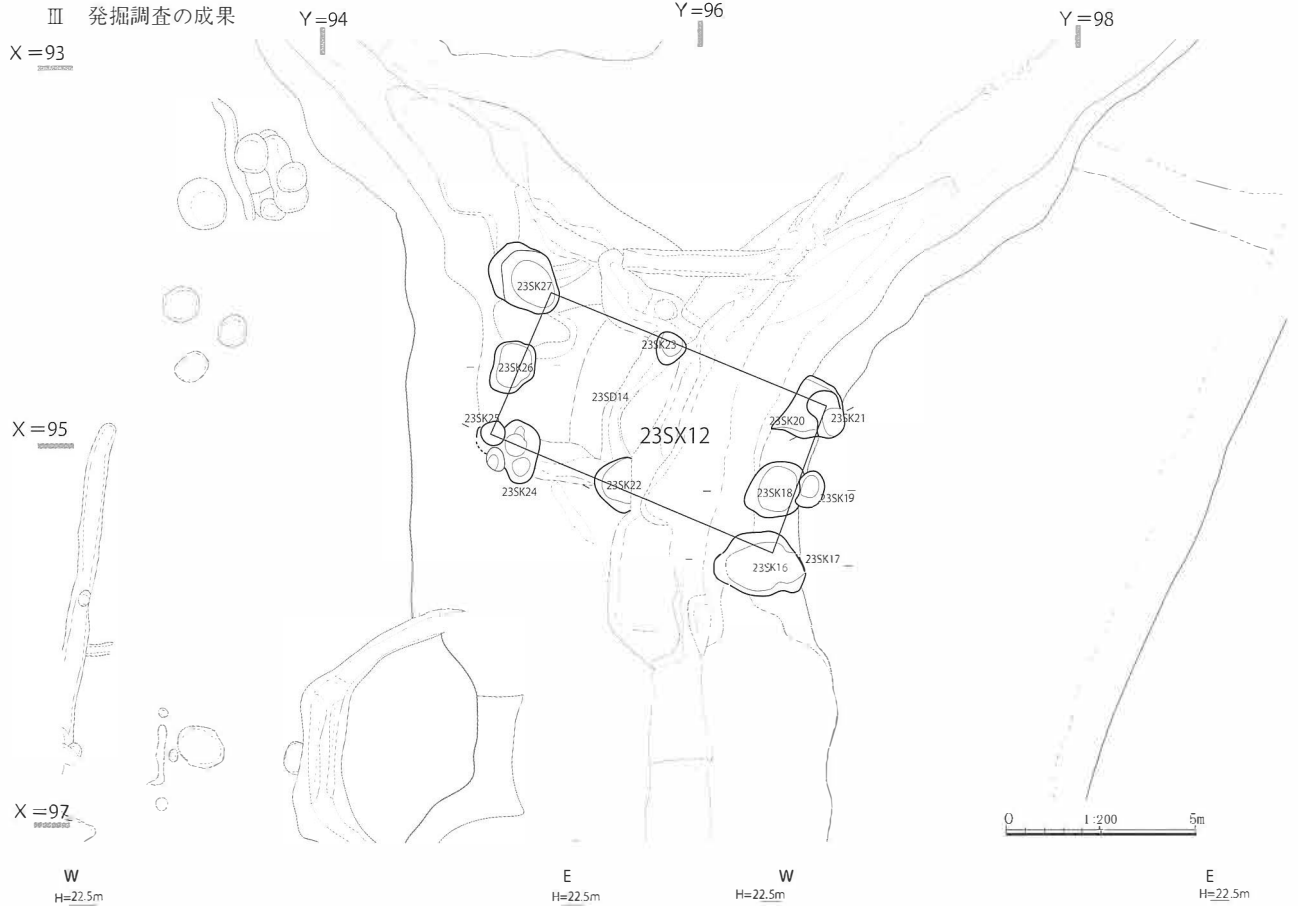 Ⅲ 発掘調査の成果
Y=94
Y=96
Y=98
X=93
23SK27
23SK23
23SK26
23SD14
23SK25
23SK20
23SK21
X=95
23SX12
23SK24
23SK22
23SK18
23SK19
23SK16
23SK17
X=97
0 1:200 5m
W E W E
H=22.5m H=22.5m H=22.5m H=22.5m